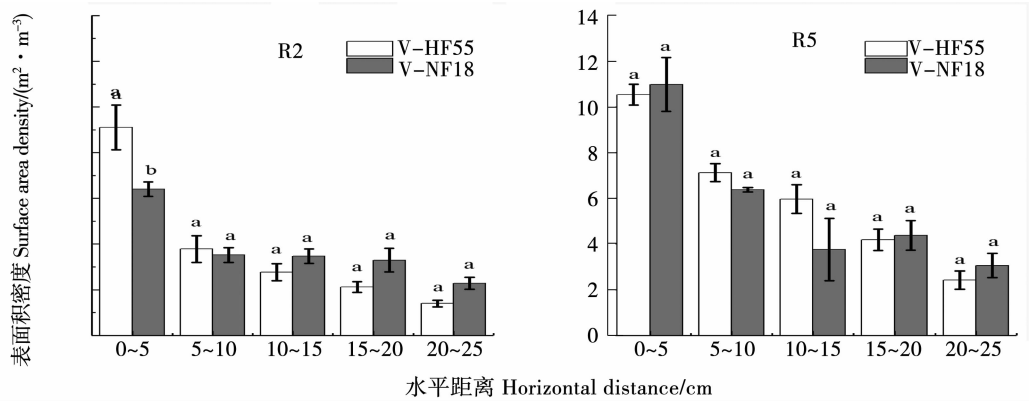 表面积密度 Surface area density/(m²·m⁻³)
R2
V-HF55
V-NF18
a
b
a a
a a
a a
a a
0~5 5~10 10~15 15~20 20~25
R5
V-HF55
V-NF18
14
12
10
8
6
4
2
0
a a
a a
a a
a a
a a
0~5 5~10 10~15 15~20 20~25
水平距离 Horizontal distance/cm